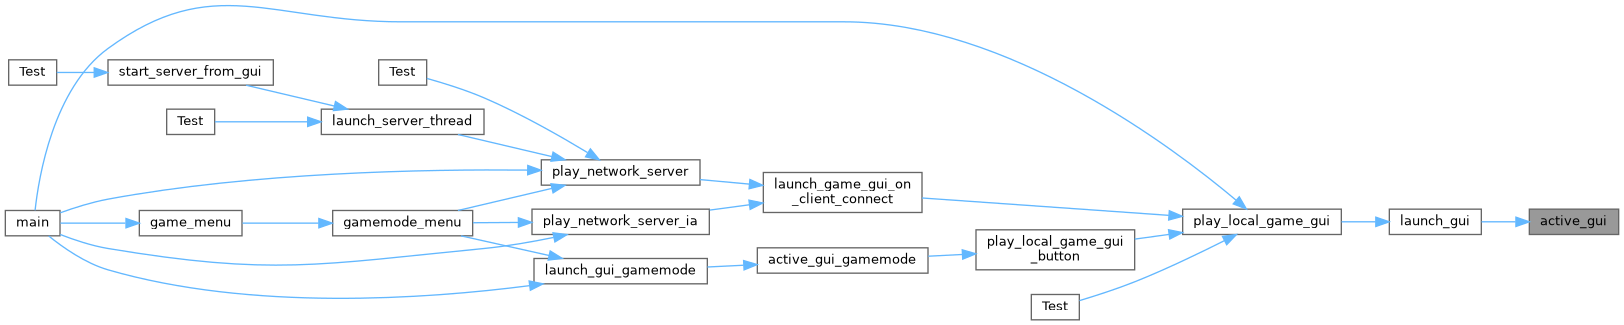 Test
start_server_from_gui
Test
Test
launch_server_thread
play_network_server
launch_game_gui_on
_client_connect
main
game_menu
gamemode_menu
play_network_server_ia
play_local_game_gui
launch_gui
active_gui
play_local_game_gui
_button
active_gui_gamemode
launch_gui_gamemode
Test